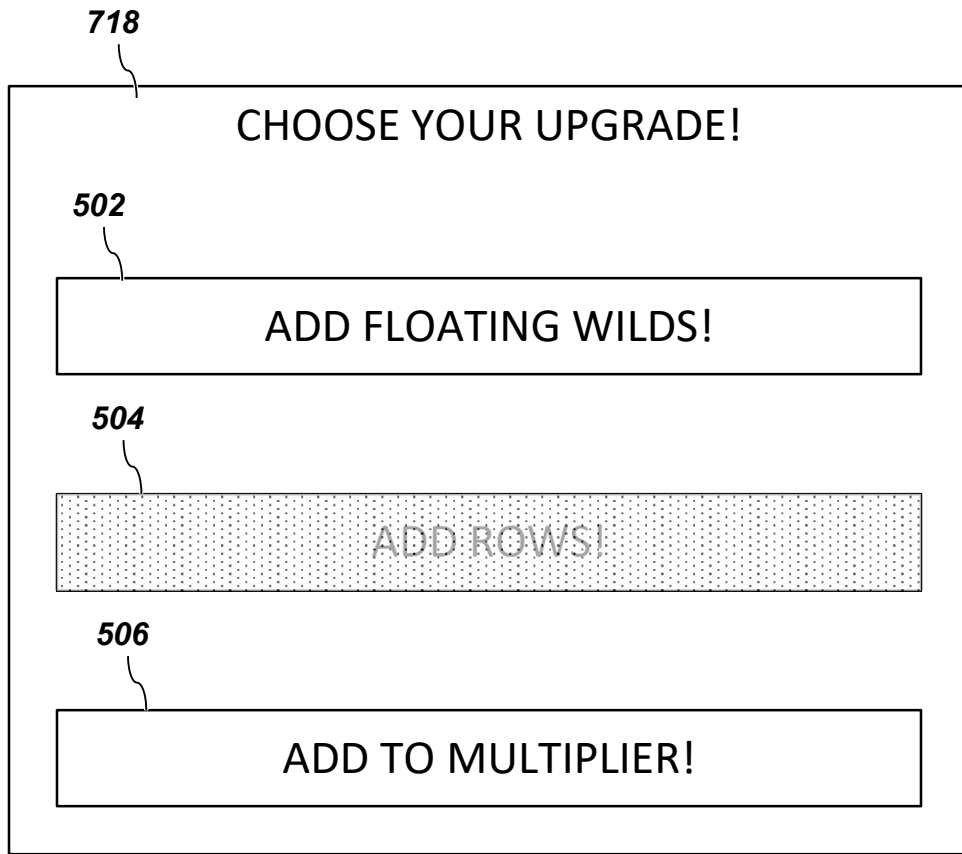 718
CHOOSE YOUR UPGRADE!
502
ADD FLOATING WILDS!
504
ADD ROWS!
506
ADD TO MULTIPLIER!